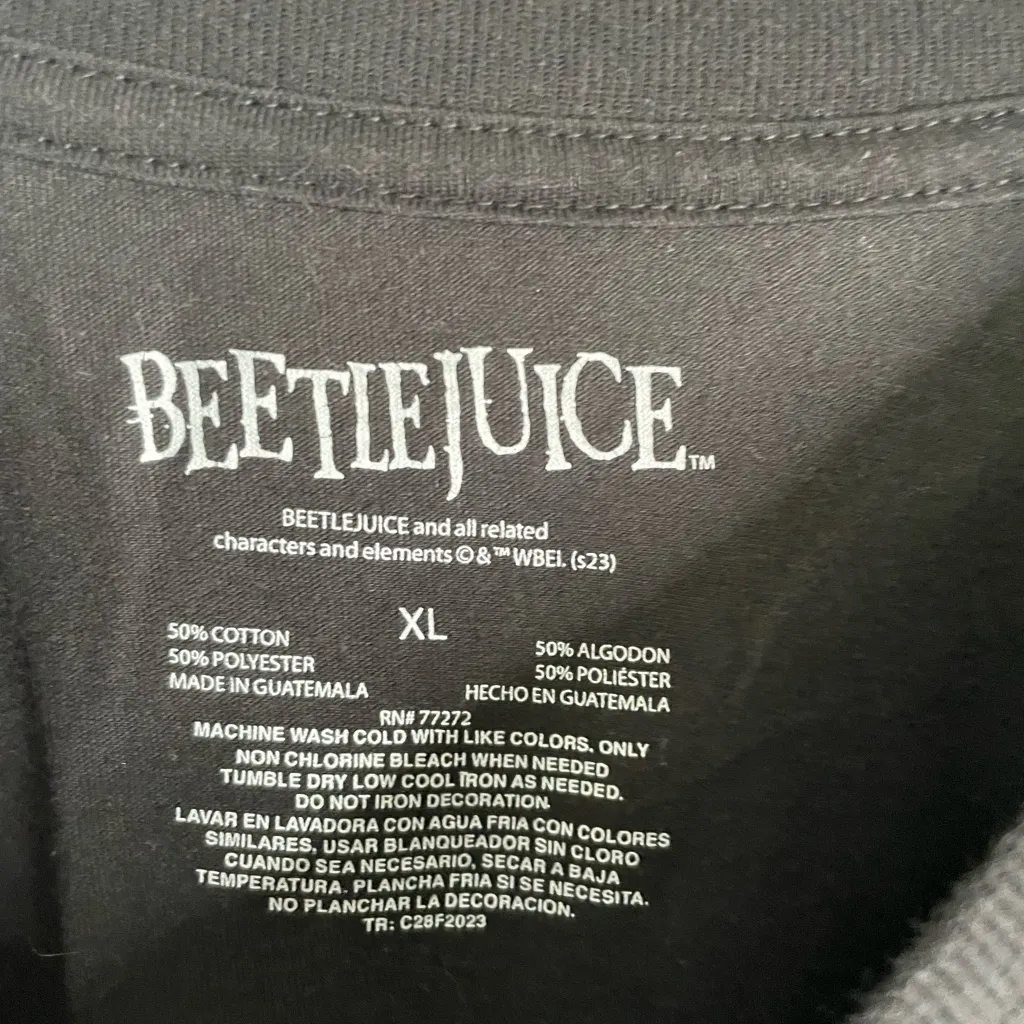 BEETLEJUICE™
BEETLEJUICE and all related
characters and elements © & ™ WBEI. (s23)
XL
50% COTTON
50% POLYESTER
MADE IN GUATEMALA
50% ALGODON
50% POLIÉSTER
HECHO EN GUATEMALA
RN# 77272
MACHINE WASH COLD WITH LIKE COLORS. ONLY
NON CHLORINE BLEACH WHEN NEEDED
TUMBLE DRY LOW COOL IRON AS NEEDED.
DO NOT IRON DECORATION.
LAVAR EN LAVADORA CON AGUA FRIA CON COLORES
SIMILARES, USAR BLANQUEADOR SIN CLORO
CUANDO SEA NECESARIO, SECAR A BAJA
TEMPERATURA. PLANCHA FRIA SI SE NECESITA.
NO PLANCHAR LA DECORACION.
TR: C28F2023